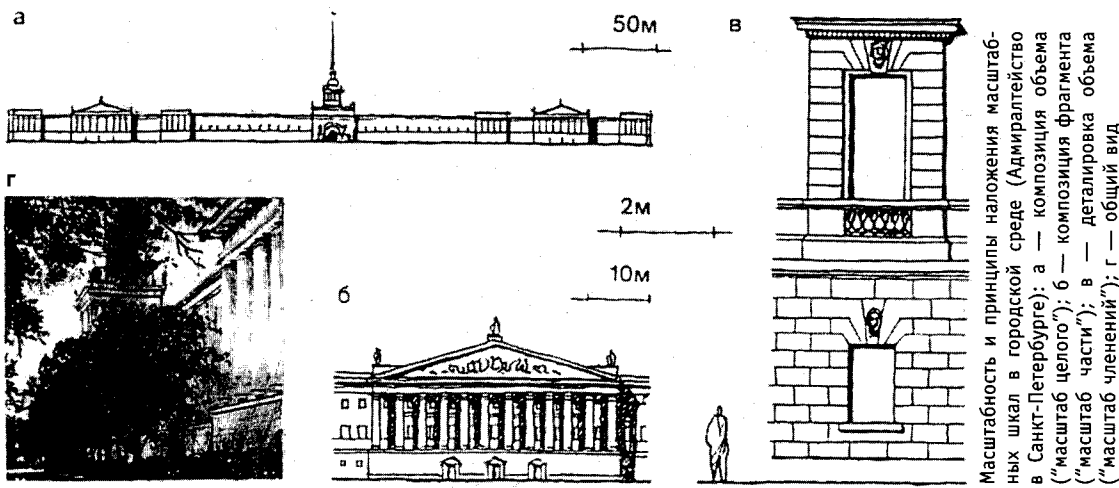 а
50м
в
г
2м
10м
б
Масштабность и принципы наложения масштаб-
ных шкал в городской среде (Адмиралтейство
в Санкт-Петербурге): а — композиция объема
("масштаб целого"); б — композиция фрагмента
("масштаб части"); в — деталировка объема
("масштаб членений"); г — общий вид